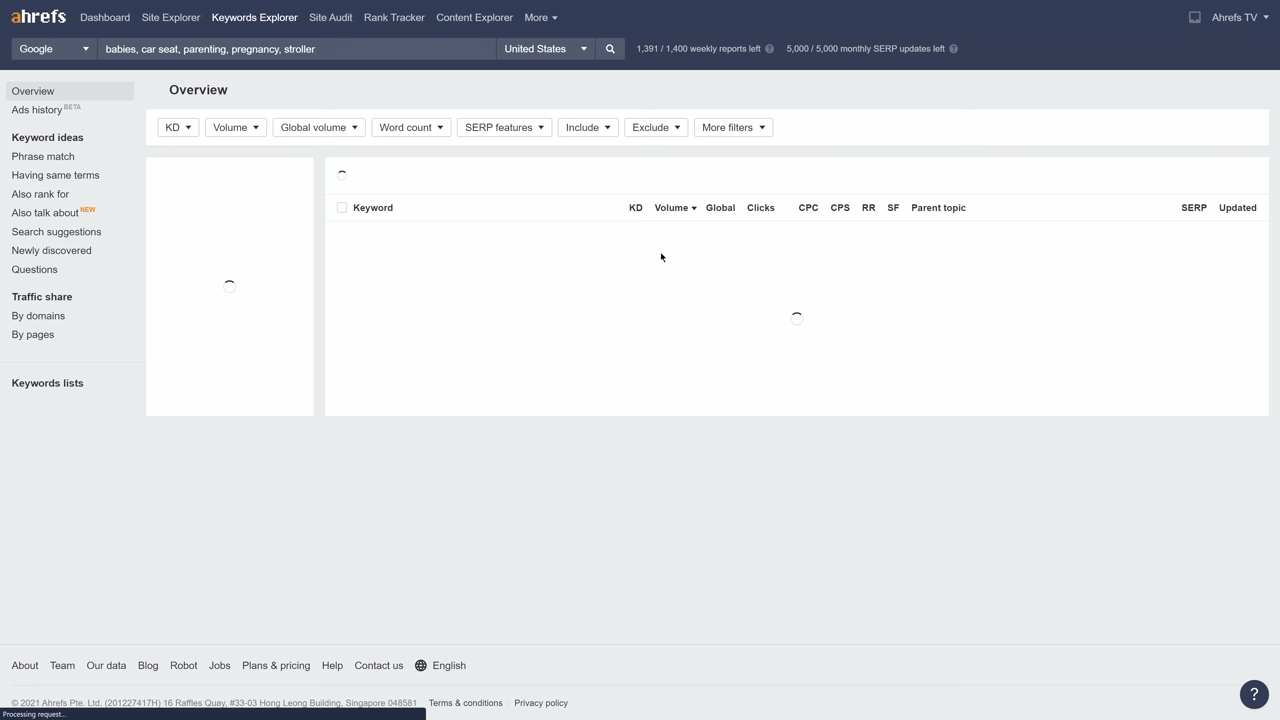 ahrefs Dashboard Site Explorer Keywords Explorer Site Audit Rank Tracker Content Explorer More Ahrefs TV
Google babies, car seat, parenting, pregnancy, stroller United States 1,391 / 1,400 weekly reports left ? 5,000 / 5,000 monthly SERP updates left ?
Overview
Ads history BETA
Keyword ideas
Phrase match
Having same terms
Also rank for
Also talk about NEW
Search suggestions
Newly discovered
Questions
Traffic share
By domains
By pages
Keywords lists
Overview
KD Volume Global volume Word count SERP features Include Exclude More filters
Keyword KD Volume Global Clicks CPC CPS RR SF Parent topic SERP Updated
About Team Our data Blog Robot Jobs Plans & pricing Help Contact us English
© 2021 Ahrefs Pte. Ltd. (201227417H) 16 Raffles Quay, #33-03 Hong Leong Building, Singapore 048581 Terms & conditions Privacy policy
?
Processing request...